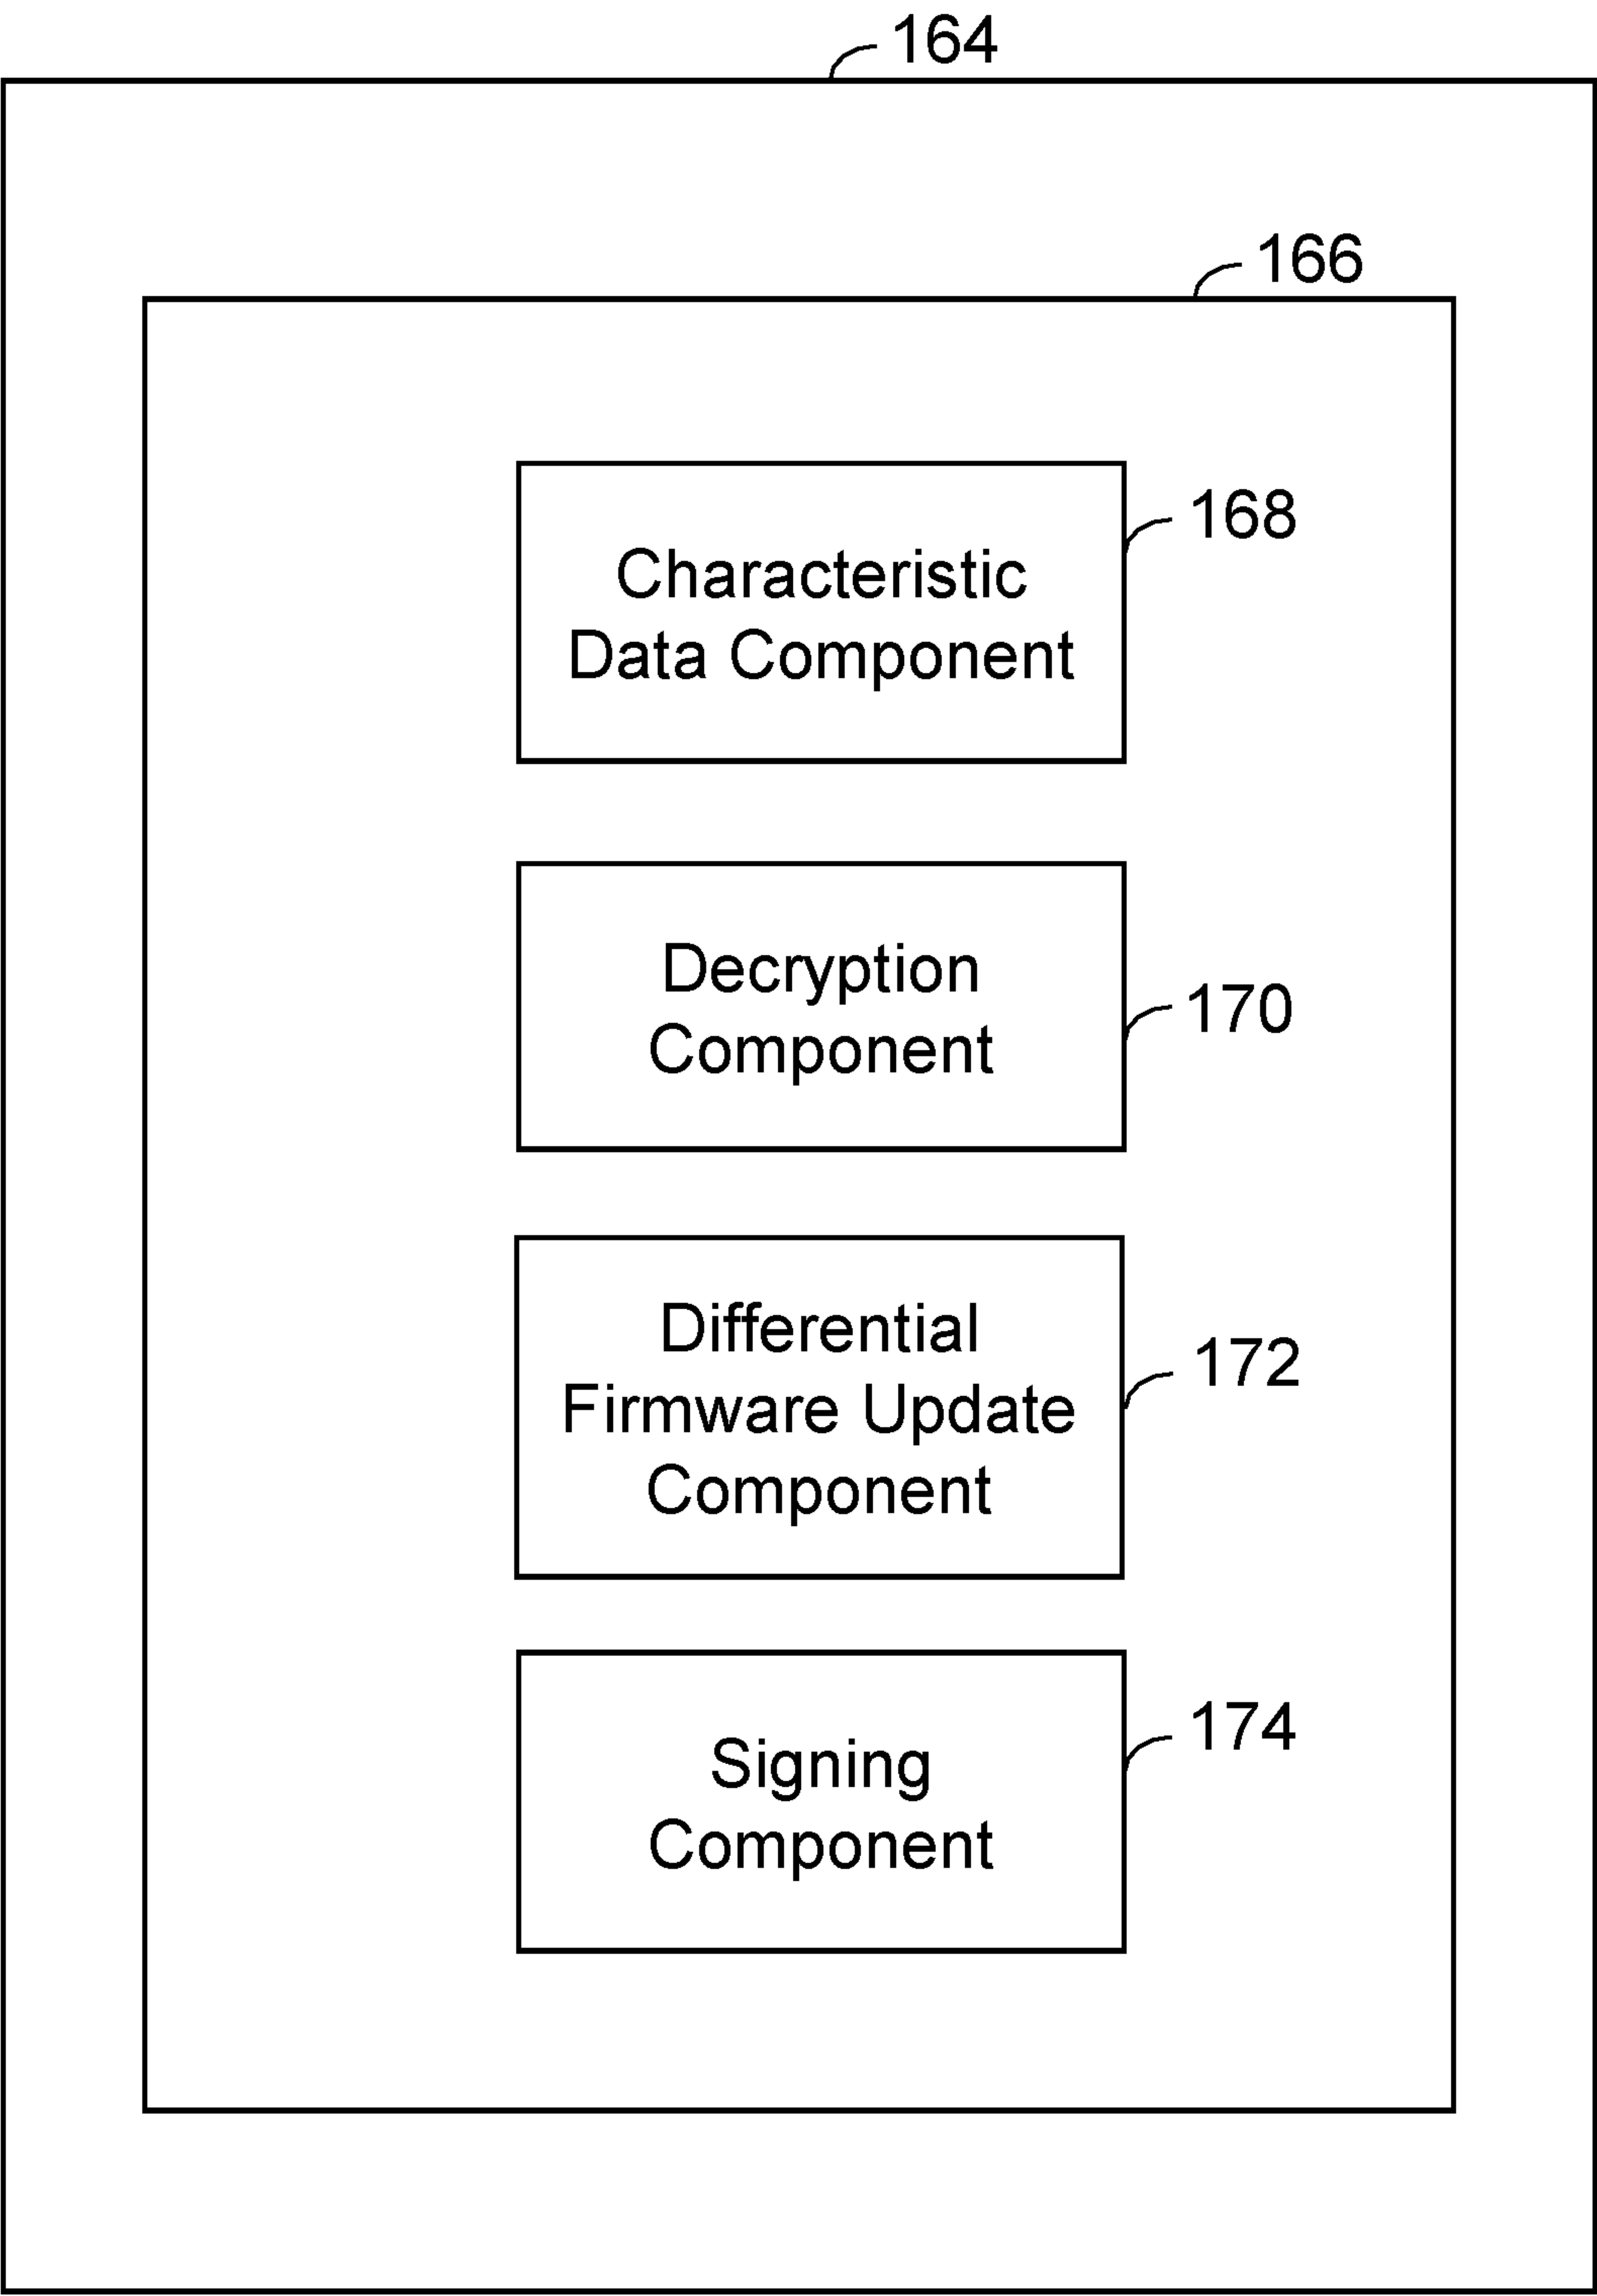 164
166
168
Characteristic
Data Component
Decryption
170
Component
Differential
172
Firmware Update
Component
174
Signing
Component